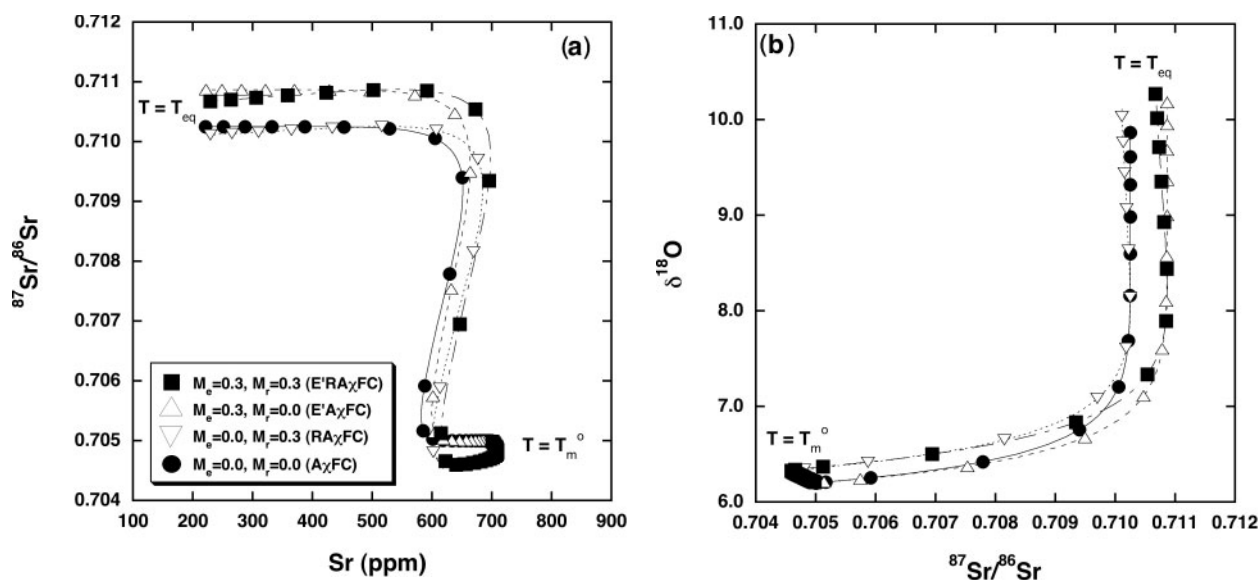 (a)
0.712
0.711
0.710
0.709
0.708
0.707
0.706
0.705
0.704
87Sr/86Sr
T = Teq
T = Tm°
Me=0.3, Mr=0.3 (E'RAχFC)
Me=0.3, Mr=0.0 (E'AχFC)
Me=0.0, Mr=0.3 (RAχFC)
Me=0.0, Mr=0.0 (AχFC)
100 200 300 400 500 600 700 800 900
Sr (ppm)
(b)
11.0
10.0
9.0
8.0
7.0
6.0
δ18O
T = Teq
T = Tm°
0.704 0.705 0.706 0.707 0.708 0.709 0.710 0.711 0.712
87Sr/86Sr